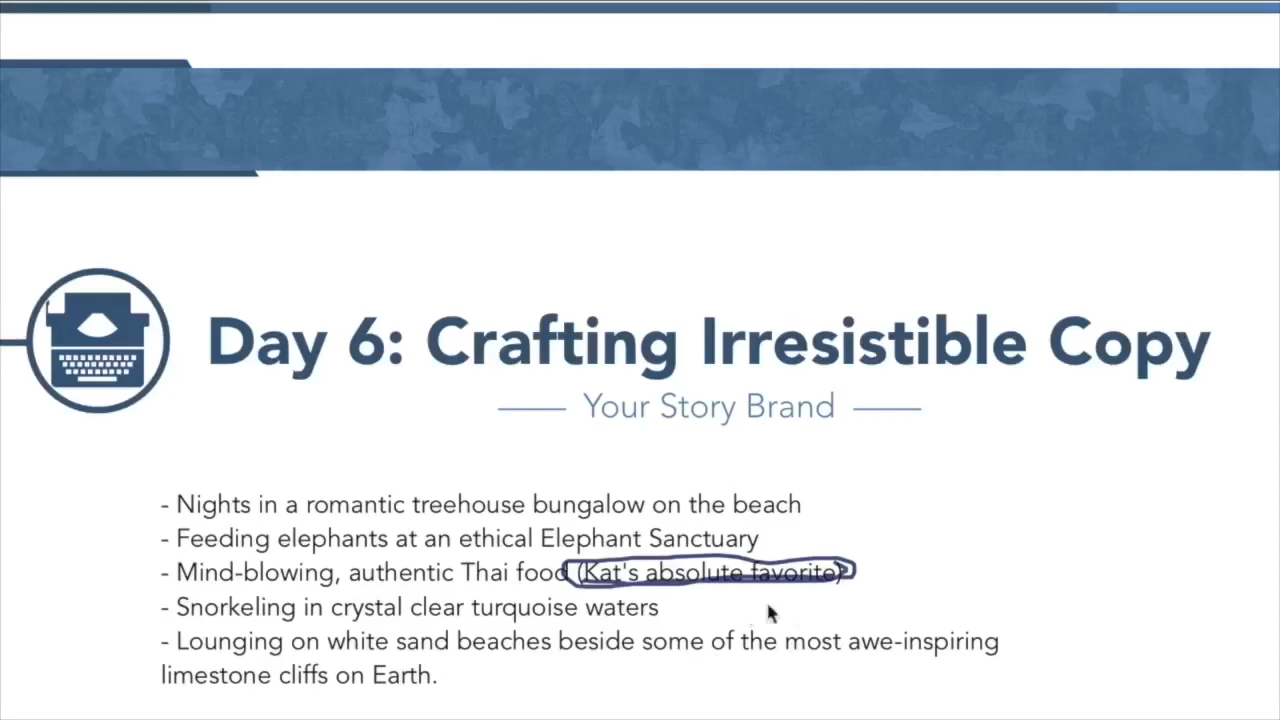 Day 6: Crafting Irresistible Copy
Your Story Brand
- Nights in a romantic treehouse bungalow on the beach
- Feeding elephants at an ethical Elephant Sanctuary
- Mind-blowing, authentic Thai food (Kat's absolute favorite)
- Snorkeling in crystal clear turquoise waters
- Lounging on white sand beaches beside some of the most awe-inspiring
limestone cliffs on Earth.